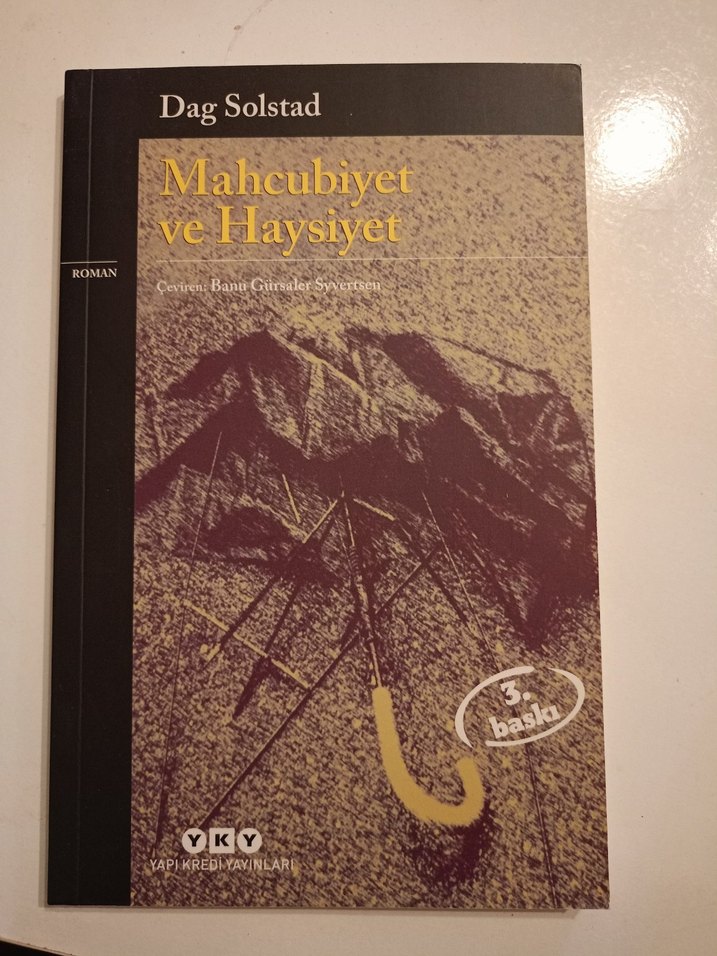 Dag Solstad
Mahcubiyet
ve Haysiyet
ROMAN
Çeviren: Banu Gürsaler Syvertsen
3.
baskı
YKY
YAPI KREDİ YAYINLARI